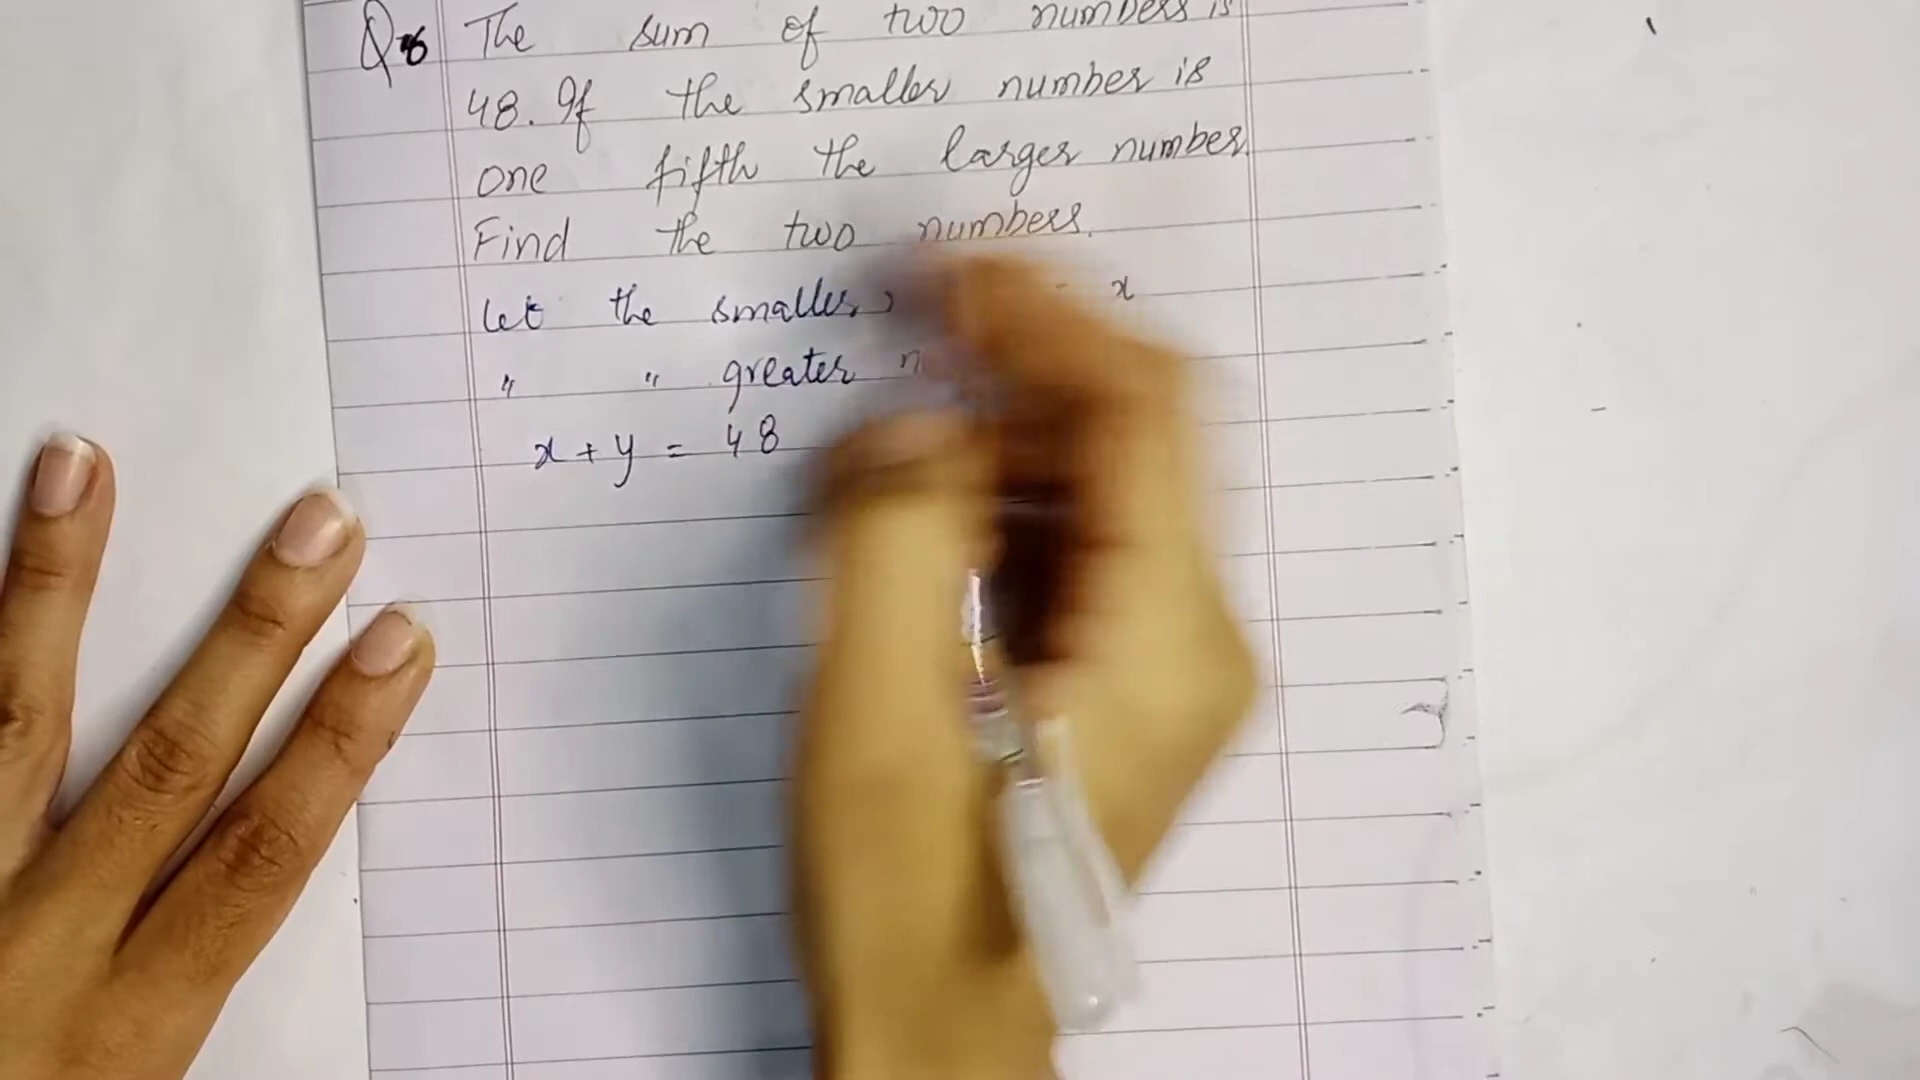 Q6 The sum of two numbers is
48. If the smaller number is
one fifth the larger number.
Find the two numbers.
Let the smaller x
" " greater
x + y = 48